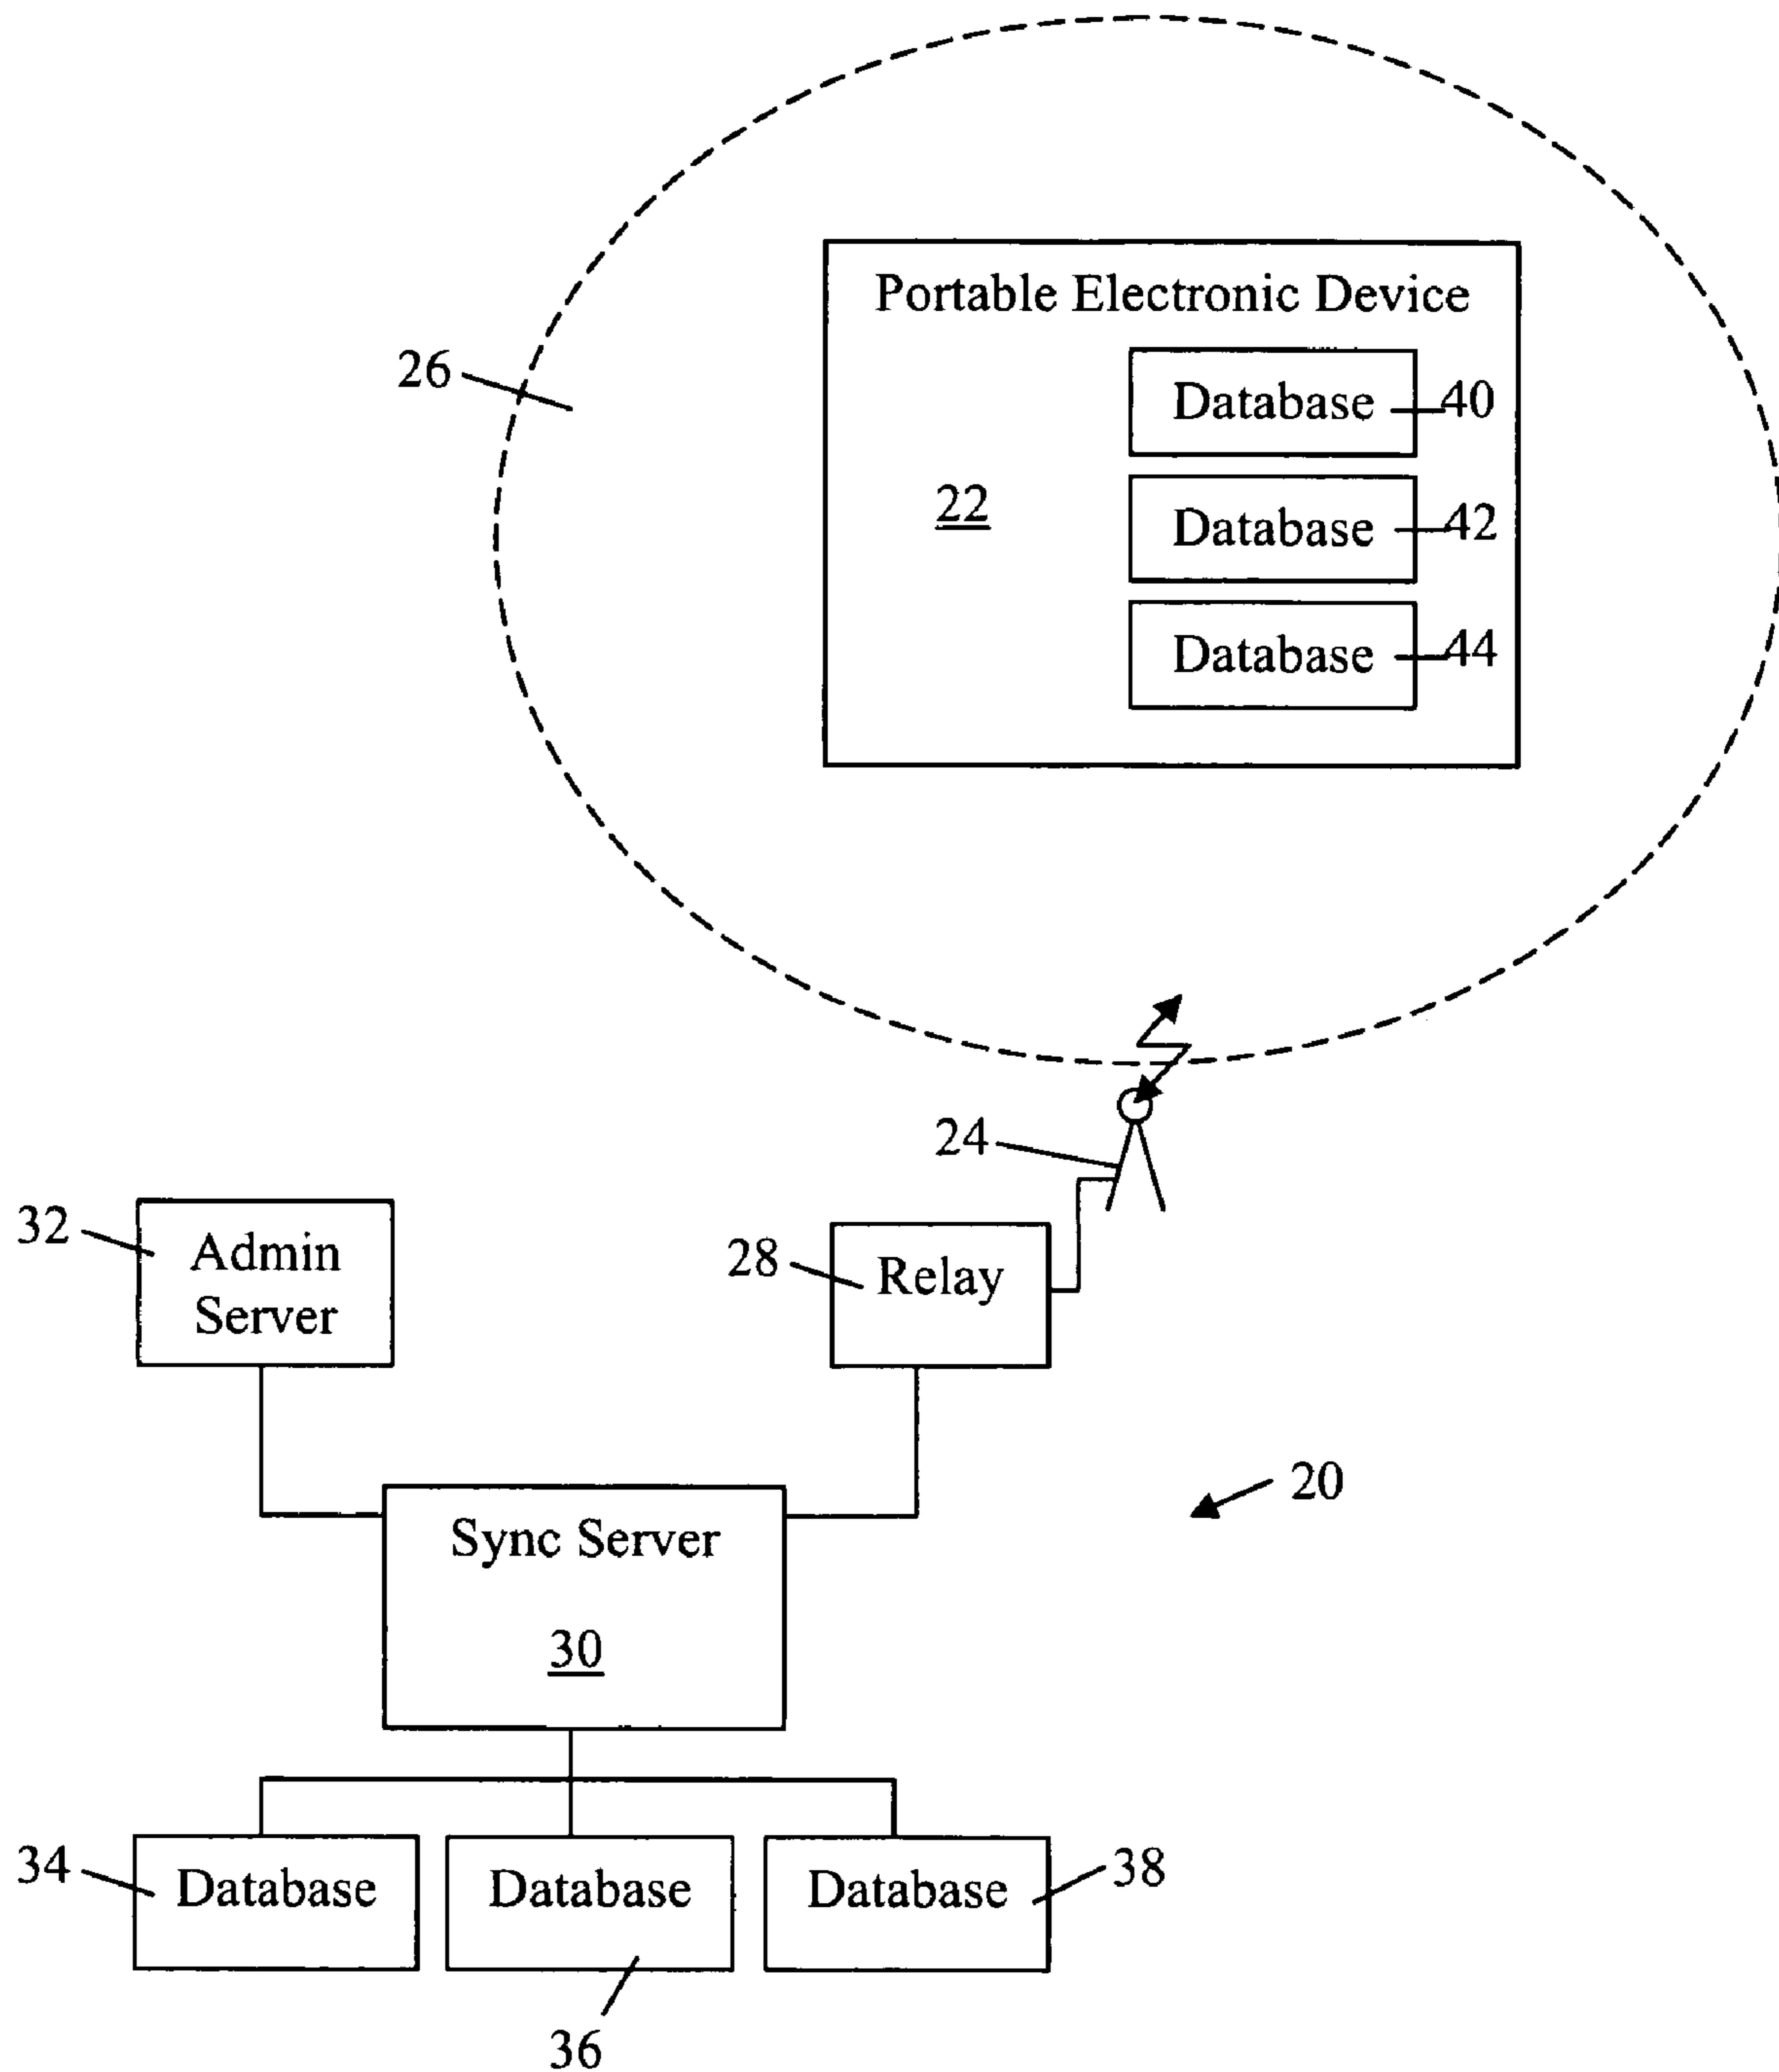 Portable Electronic Device
26
Database 40
22
Database 42
Database 44
24
32
Admin
Server
28
Relay
20
Sync Server
30
34
Database
Database
Database
38
36